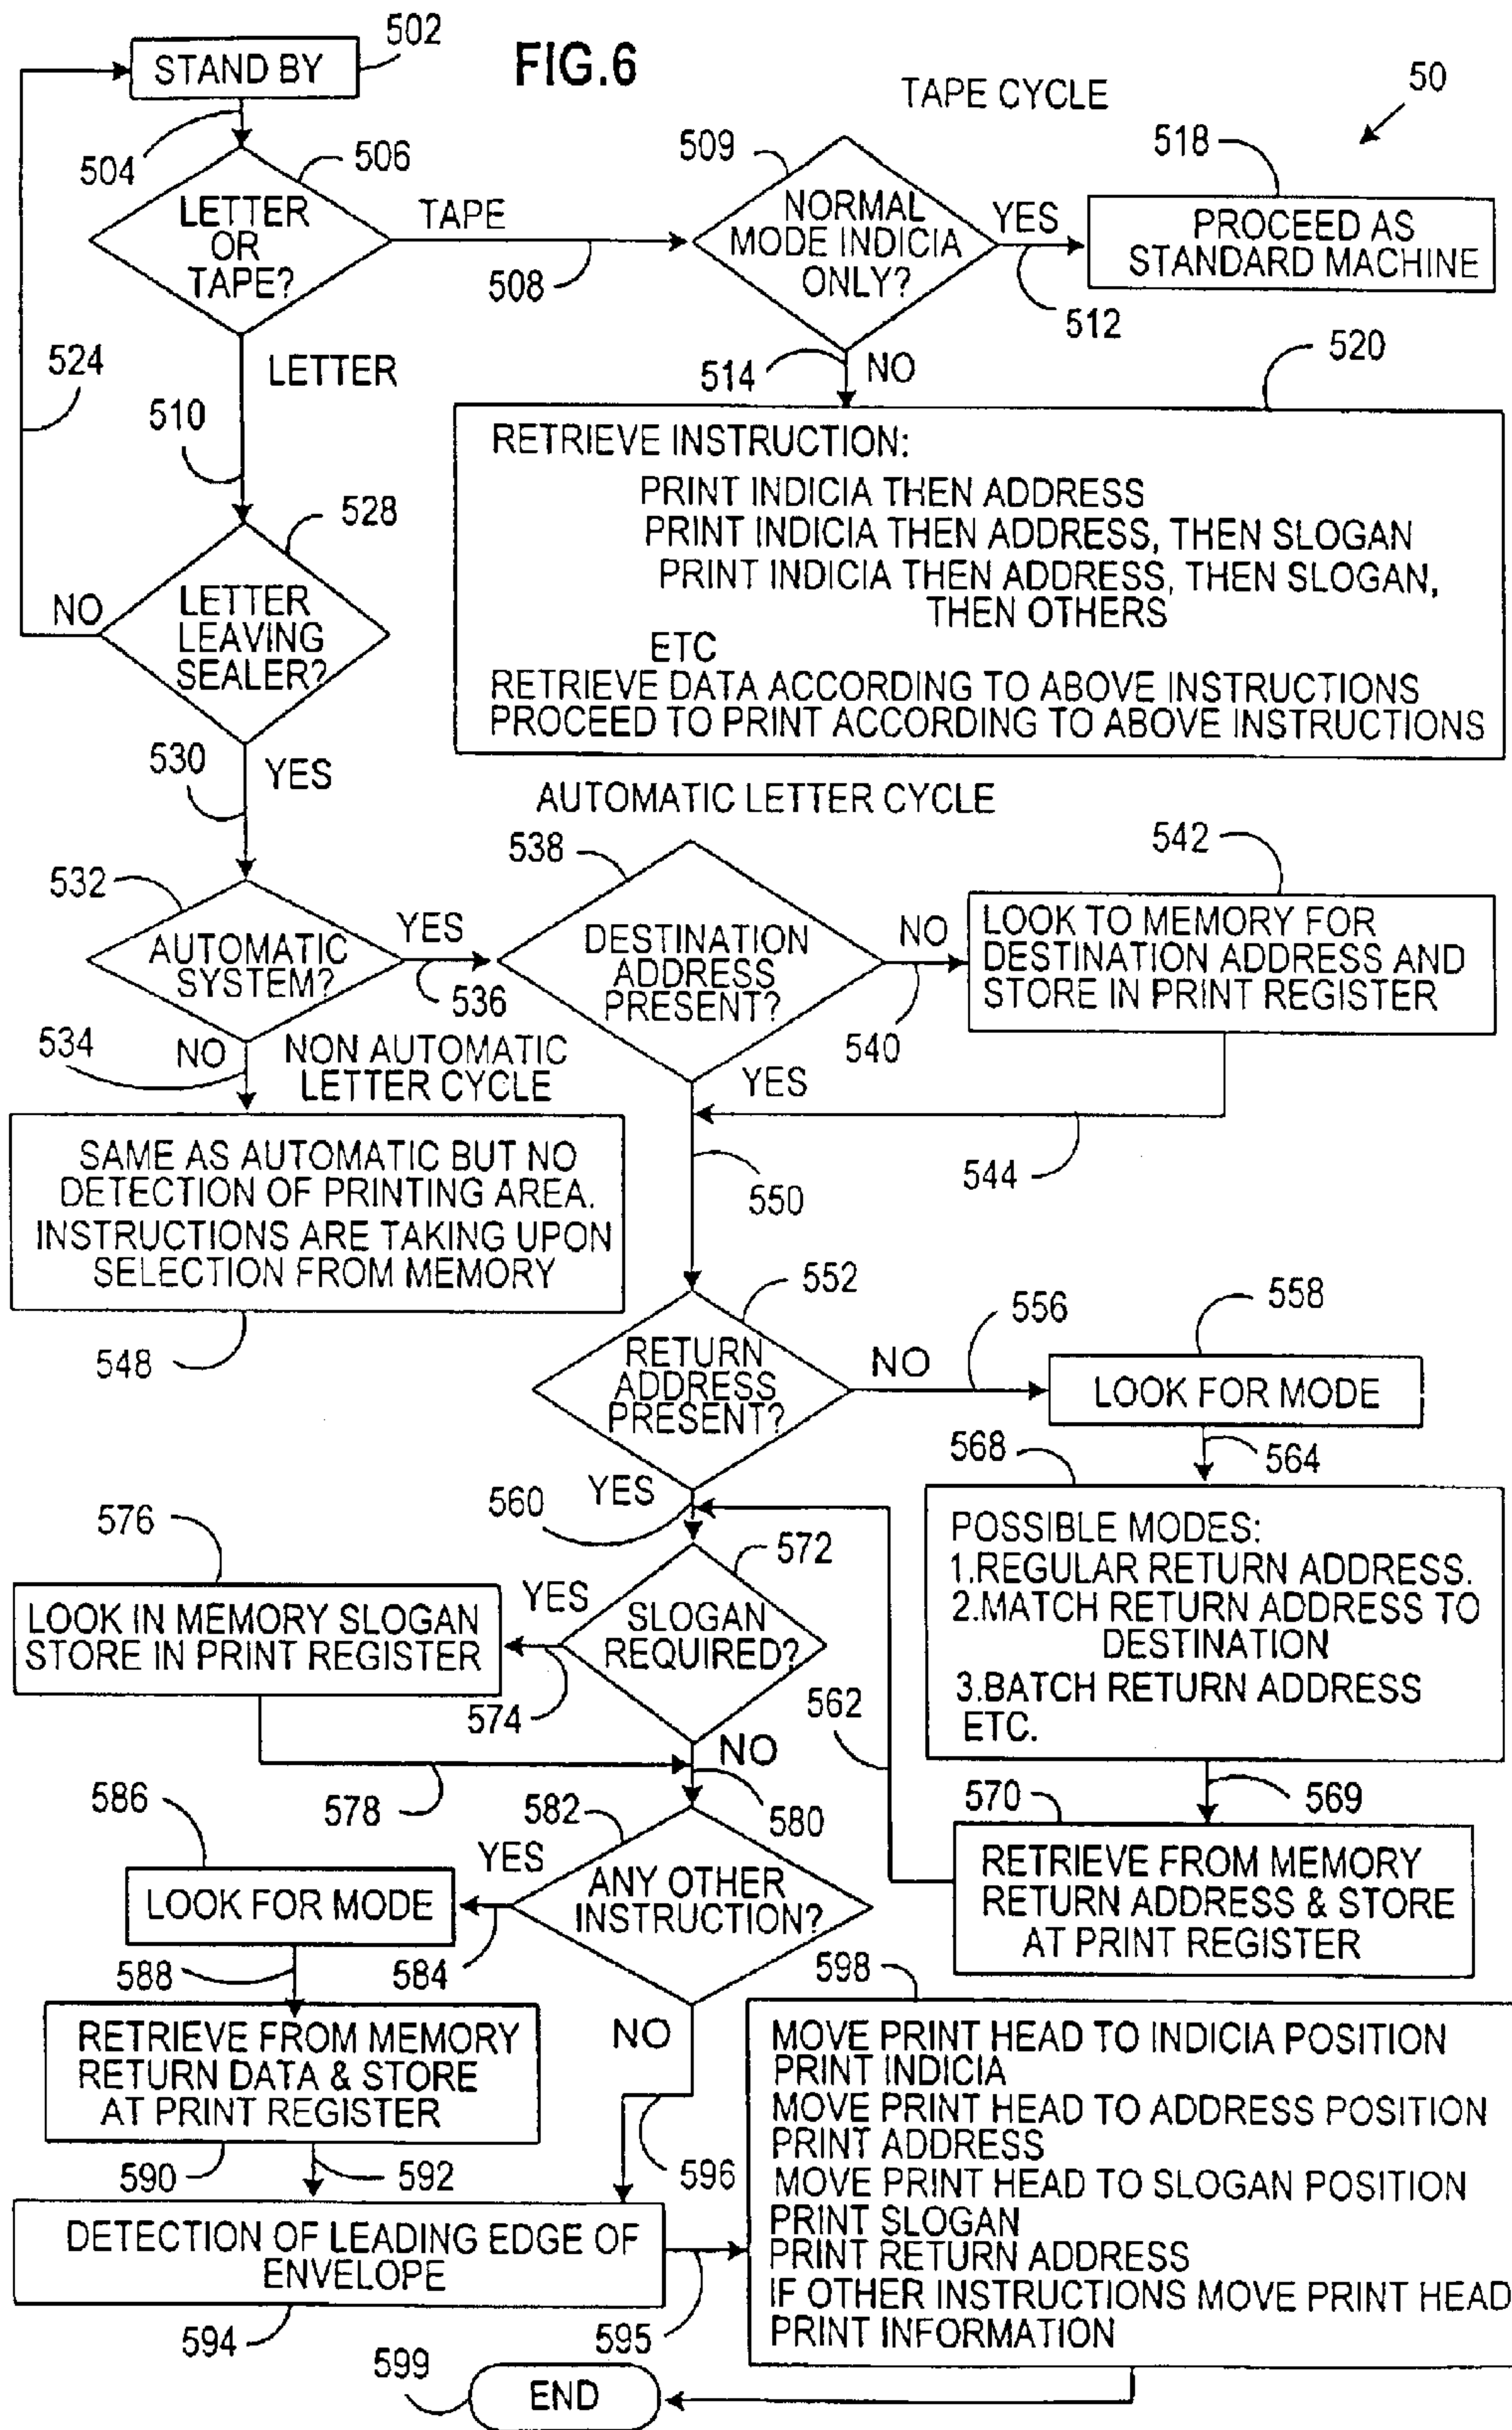 502
STAND BY
FIG.6
TAPE CYCLE
50
504
506
509
518
LETTER
OR
TAPE?
TAPE
508
NORMAL
MODE INDICIA
ONLY?
YES
512
PROCEED AS
STANDARD MACHINE
524
LETTER
510
514
NO
520
RETRIEVE INSTRUCTION:
PRINT INDICIA THEN ADDRESS
PRINT INDICIA THEN ADDRESS, THEN SLOGAN
PRINT INDICIA THEN ADDRESS, THEN SLOGAN,
THEN OTHERS
ETC
RETRIEVE DATA ACCORDING TO ABOVE INSTRUCTIONS
PROCEED TO PRINT ACCORDING TO ABOVE INSTRUCTIONS
528
NO
LETTER
LEAVING
SEALER?
530
YES
AUTOMATIC LETTER CYCLE
532
538
542
AUTOMATIC
SYSTEM?
YES
536
DESTINATION
ADDRESS
PRESENT?
NO
540
LOOK TO MEMORY FOR
DESTINATION ADDRESS AND
STORE IN PRINT REGISTER
534
NO
NON AUTOMATIC
LETTER CYCLE
YES
544
550
SAME AS AUTOMATIC BUT NO
DETECTION OF PRINTING AREA.
INSTRUCTIONS ARE TAKING UPON
SELECTION FROM MEMORY
548
552
556
558
RETURN
ADDRESS
PRESENT?
NO
LOOK FOR MODE
564
568
560
YES
POSSIBLE MODES:
1.REGULAR RETURN ADDRESS.
2.MATCH RETURN ADDRESS TO
DESTINATION
3.BATCH RETURN ADDRESS
ETC.
576
572
YES
SLOGAN
REQUIRED?
LOOK IN MEMORY SLOGAN
STORE IN PRINT REGISTER
574
562
NO
578
580
569
570
586
582
YES
ANY OTHER
INSTRUCTION?
RETRIEVE FROM MEMORY
RETURN ADDRESS & STORE
AT PRINT REGISTER
LOOK FOR MODE
588
584
598
NO
RETRIEVE FROM MEMORY
RETURN DATA & STORE
AT PRINT REGISTER
590
592
596
MOVE PRINT HEAD TO INDICIA POSITION
PRINT INDICIA
MOVE PRINT HEAD TO ADDRESS POSITION
PRINT ADDRESS
MOVE PRINT HEAD TO SLOGAN POSITION
PRINT SLOGAN
PRINT RETURN ADDRESS
IF OTHER INSTRUCTIONS MOVE PRINT HEAD
PRINT INFORMATION
DETECTION OF LEADING EDGE OF
ENVELOPE
594
595
599
END